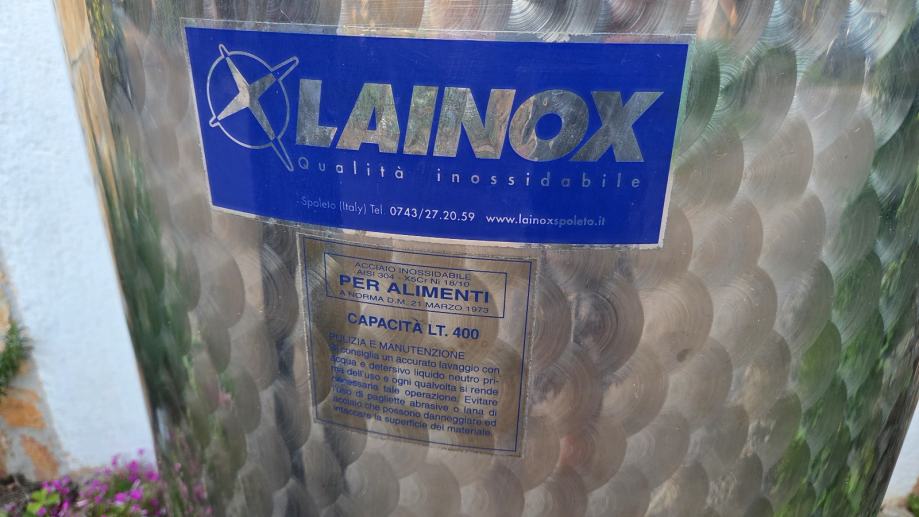 LAINOX
Qualità inossidabile
Spoleto (Italy) Tel. 0743/27.20.59 www.lainoxspoleto.it
ACCIAIO INOSSIDABILE
AISI 304 - X5Cr Ni 18/10
PER ALIMENTI
A NORMA D.M. 21 MARZO 1973
CAPACITÀ LT. 400
PULIZIA E MANUTENZIONE
Si consiglia un accurato lavaggio con
acqua e detersivo liquido neutro pri-
ma dell'uso e ogni qualvolta si rende
necessaria tale operazione. Evitare
l'uso di pagliette abrasive o lana di
acciaio che possono danneggiare ed
intaccare la superficie del materiale.